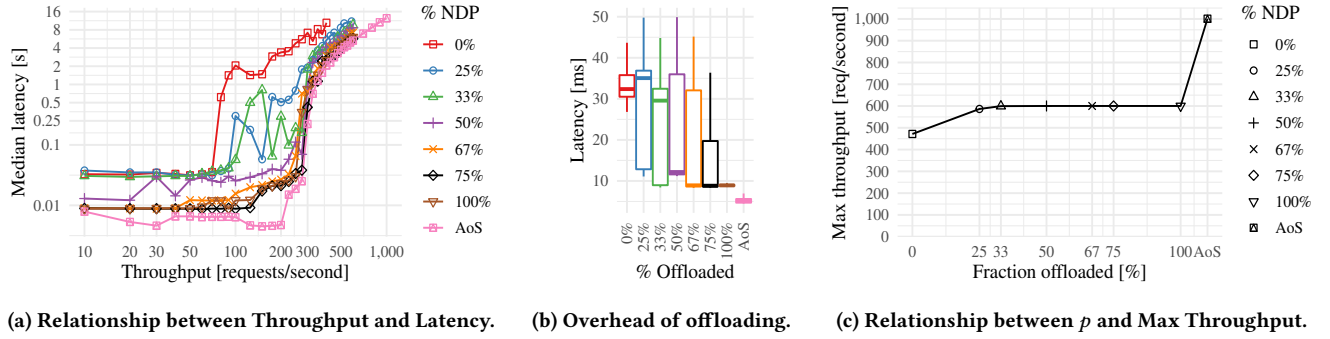 % NDP
0%
25%
33%
50%
67%
75%
100%
AoS
Median latency [s]
16
8
4
2
1
0.5
0.25
0.1
0.01
10 20 30 50 100 200 300 500 1,000
Throughput [requests/second]
(a) Relationship between Throughput and Latency.
Latency [ms]
50
40
30
20
10
0% 25% 33% 50% 67% 75% 100% AoS
% Offloaded
(b) Overhead of offloading.
Max throughput [req/second]
1,000
900
800
700
600
500
400
300
200
100
0
0 25 33 50 67 75 100 AoS
Fraction offloaded [%]
% NDP
0%
25%
33%
50%
67%
75%
100%
AoS
(c) Relationship between p and Max Throughput.